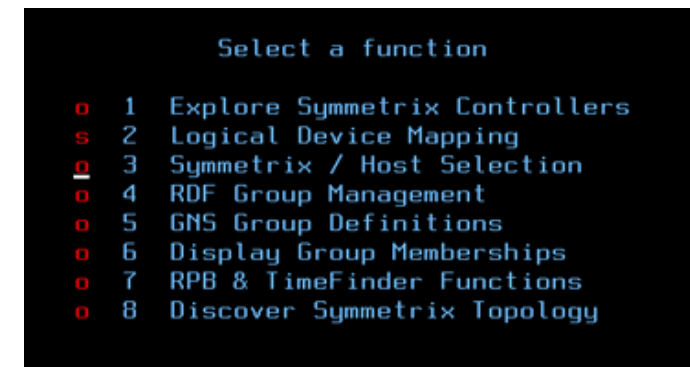 Select a function
o 1 Explore Symmetrix Controllers
s 2 Logical Device Mapping
o 3 Symmetrix / Host Selection
o 4 RDF Group Management
o 5 GNS Group Definitions
o 6 Display Group Memberships
o 7 RPB & TimeFinder Functions
o 8 Discover Symmetrix Topology